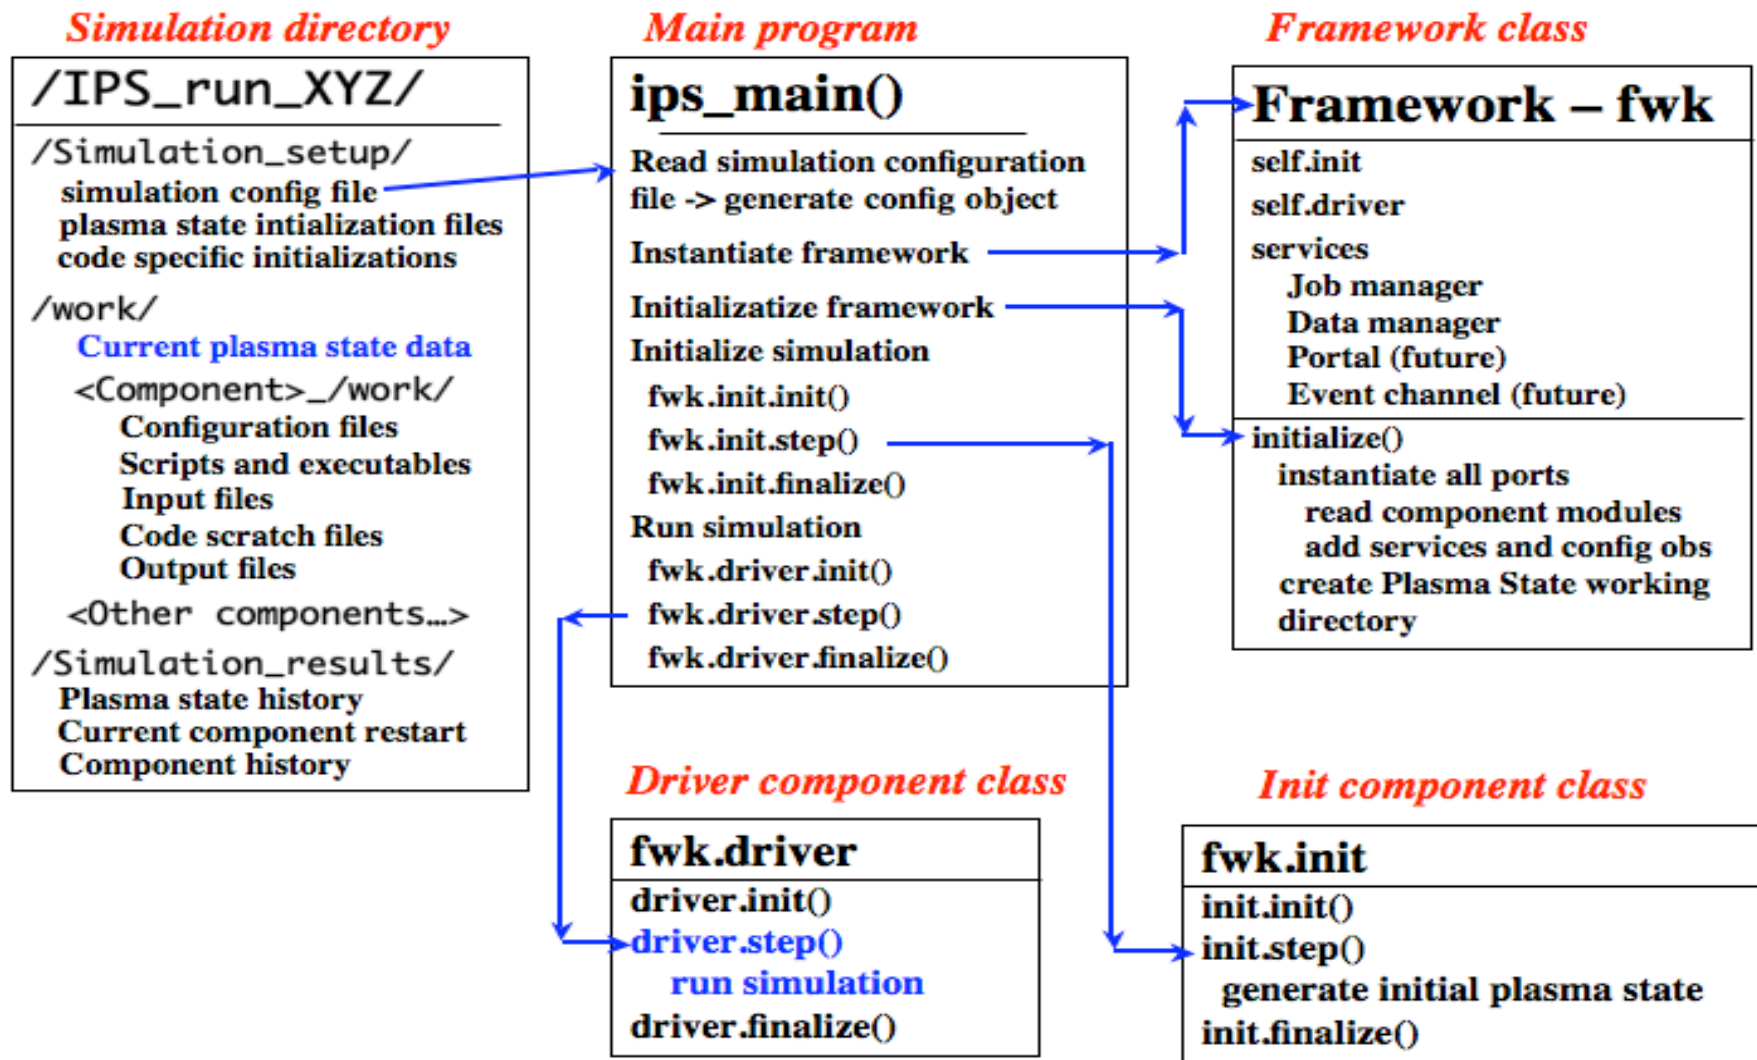 Simulation directory
/IPS_run_XYZ/
/Simulation_setup/
simulation config file
plasma state intialization files
code specific initializations
/work/
Current plasma state data
<Component>_/work/
Configuration files
Scripts and executables
Input files
Code scratch files
Output files
<Other components…>
/Simulation_results/
Plasma state history
Current component restart
Component history
Main program
ips_main()
Read simulation configuration
file -> generate config object
Instantiate framework
Initializatize framework
Initialize simulation
fwk.init.init()
fwk.init.step()
fwk.init.finalize()
Run simulation
fwk.driver.init()
fwk.driver.step()
fwk.driver.finalize()
Framework class
Framework – fwk
self.init
self.driver
services
Job manager
Data manager
Portal (future)
Event channel (future)
initialize()
instantiate all ports
read component modules
add services and config obs
create Plasma State working
directory
Driver component class
fwk.driver
driver.init()
driver.step()
run simulation
driver.finalize()
Init component class
fwk.init
init.init()
init.step()
generate initial plasma state
init.finalize()